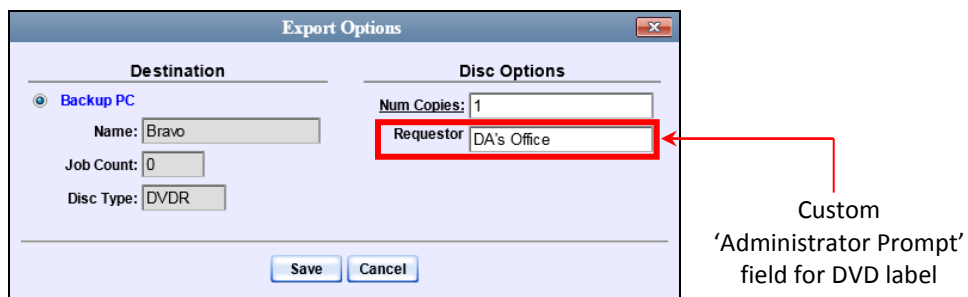 Export Options
Destination
Backup PC
Name: Bravo
Job Count: 0
Disc Type: DVDR
Disc Options
Num Copies: 1
Requestor DA's Office
Save Cancel
Custom
‘Administrator Prompt’
field for DVD label